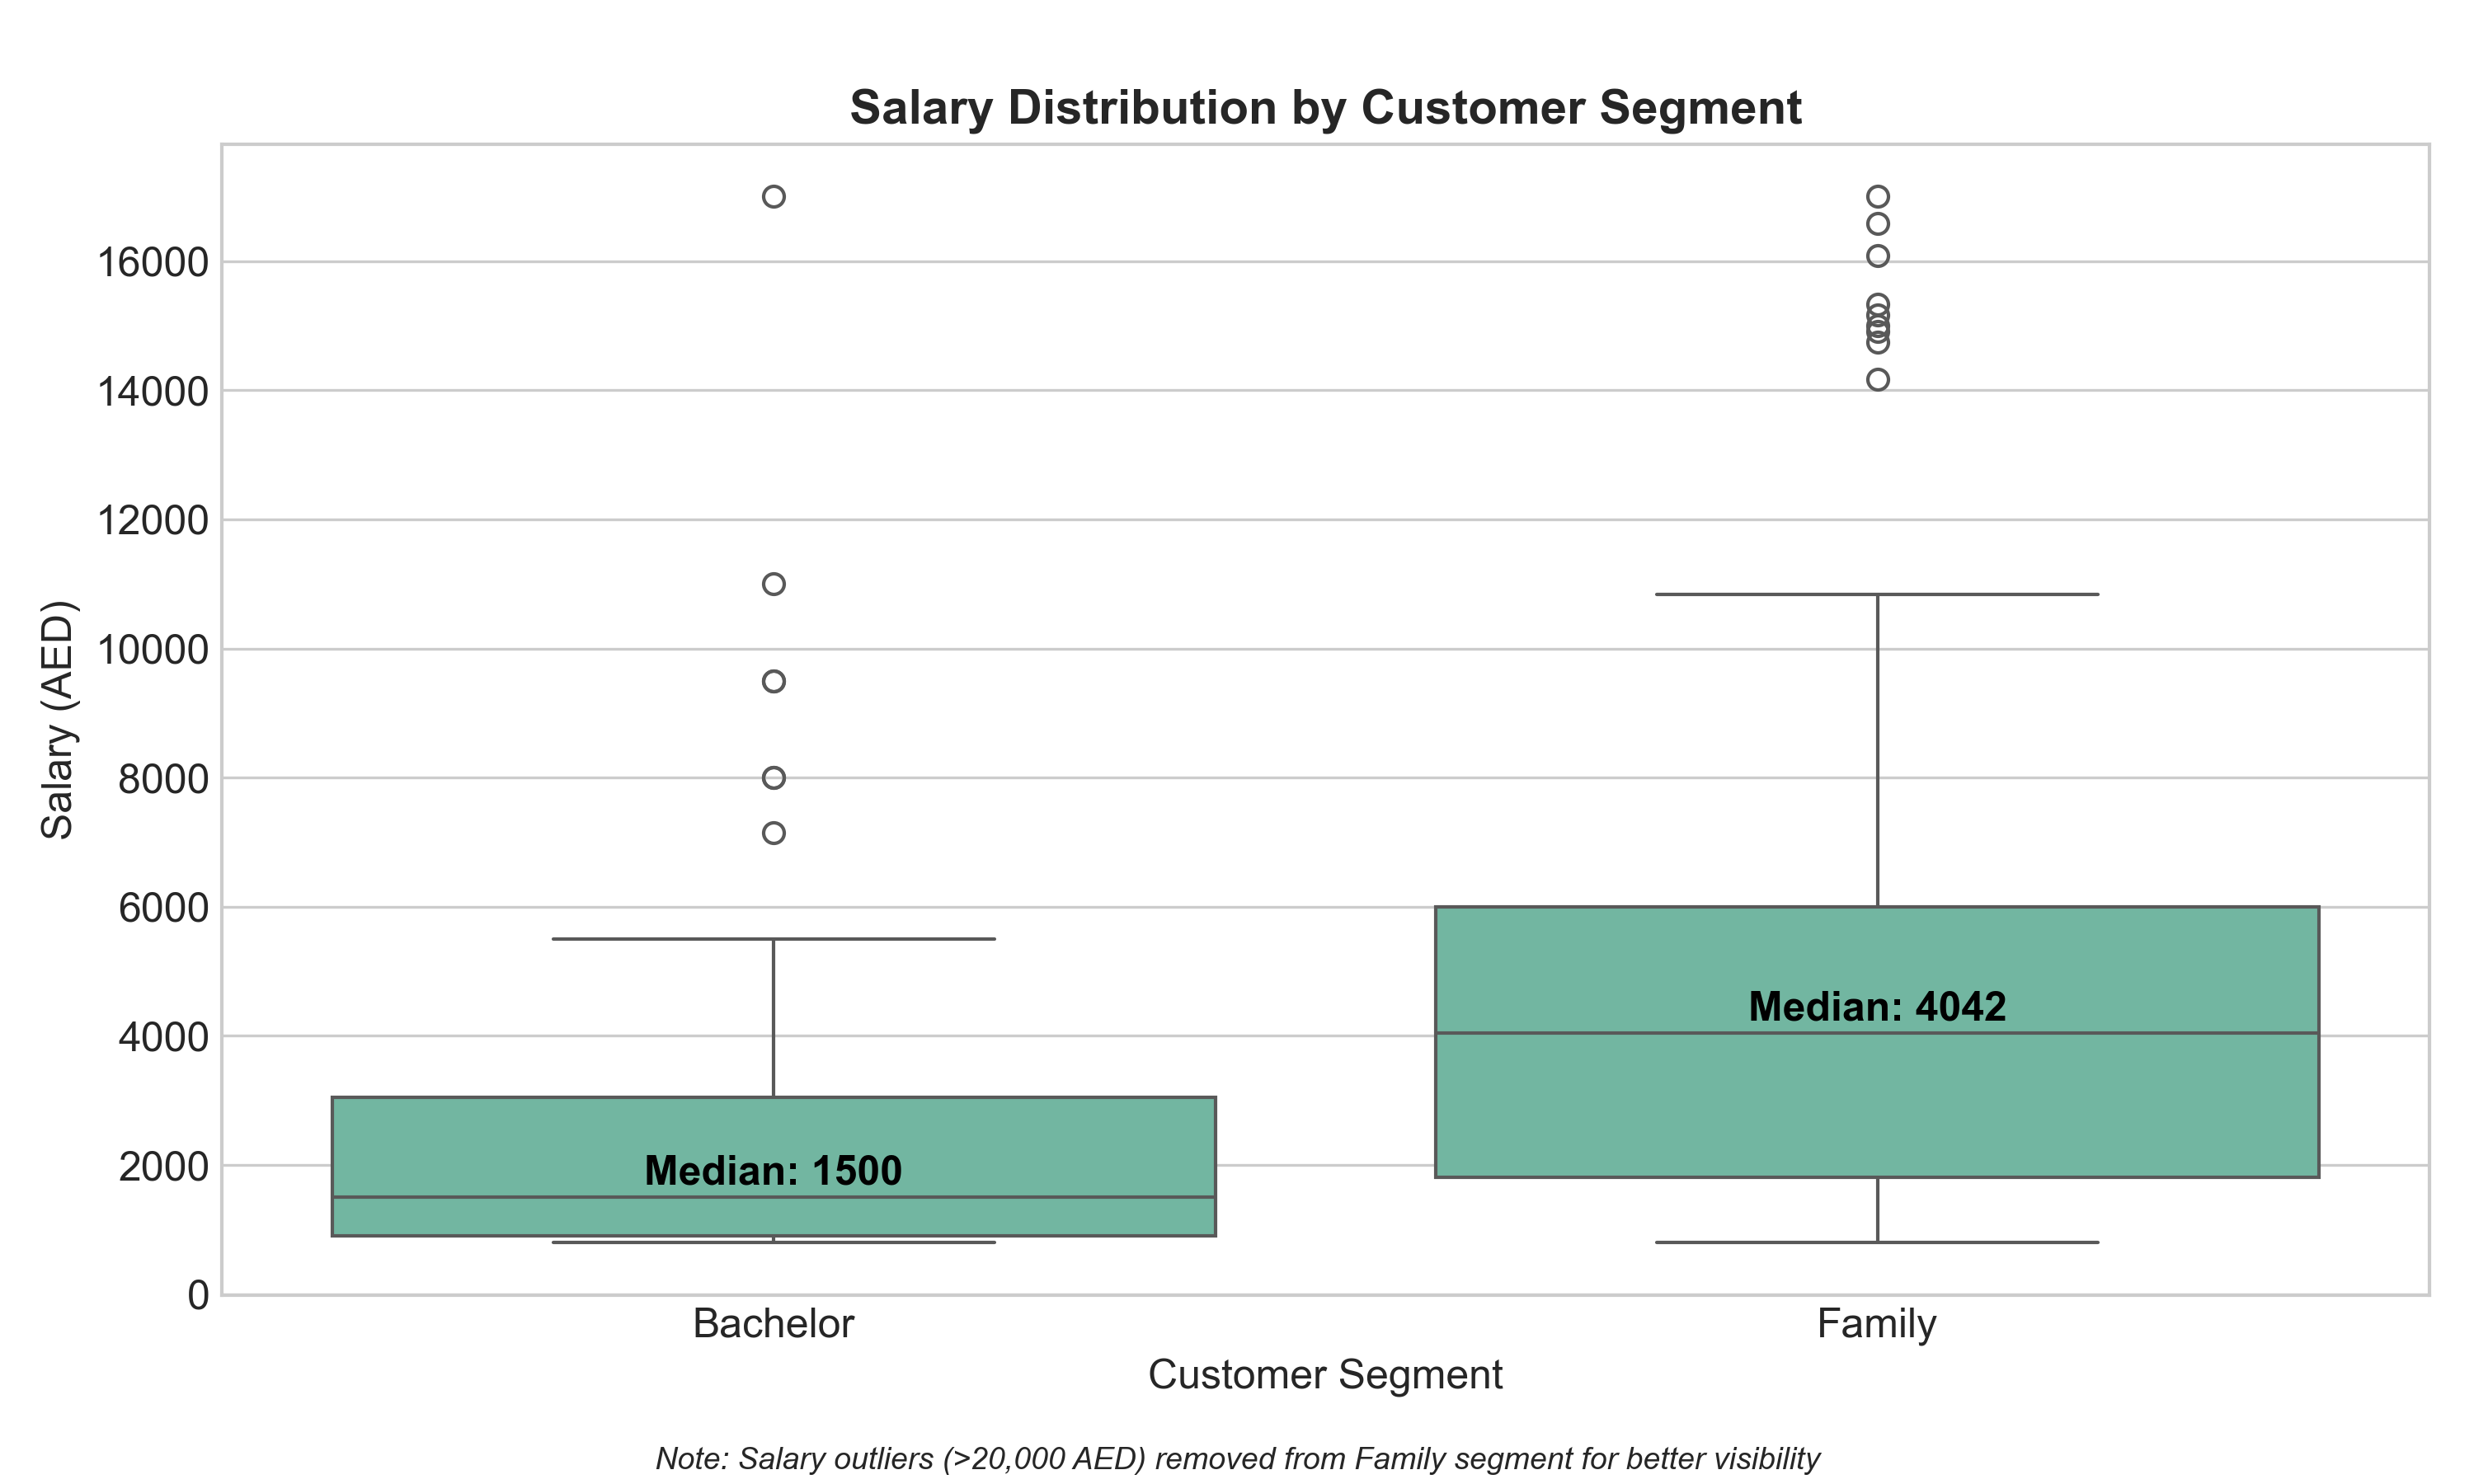 Salary Distribution by Customer Segment
16000
14000
12000
10000
8000
6000
4000
2000
0
Salary (AED)
Median: 1500
Median: 4042
Bachelor
Family
Customer Segment
Note: Salary outliers (>20,000 AED) removed from Family segment for better visibility